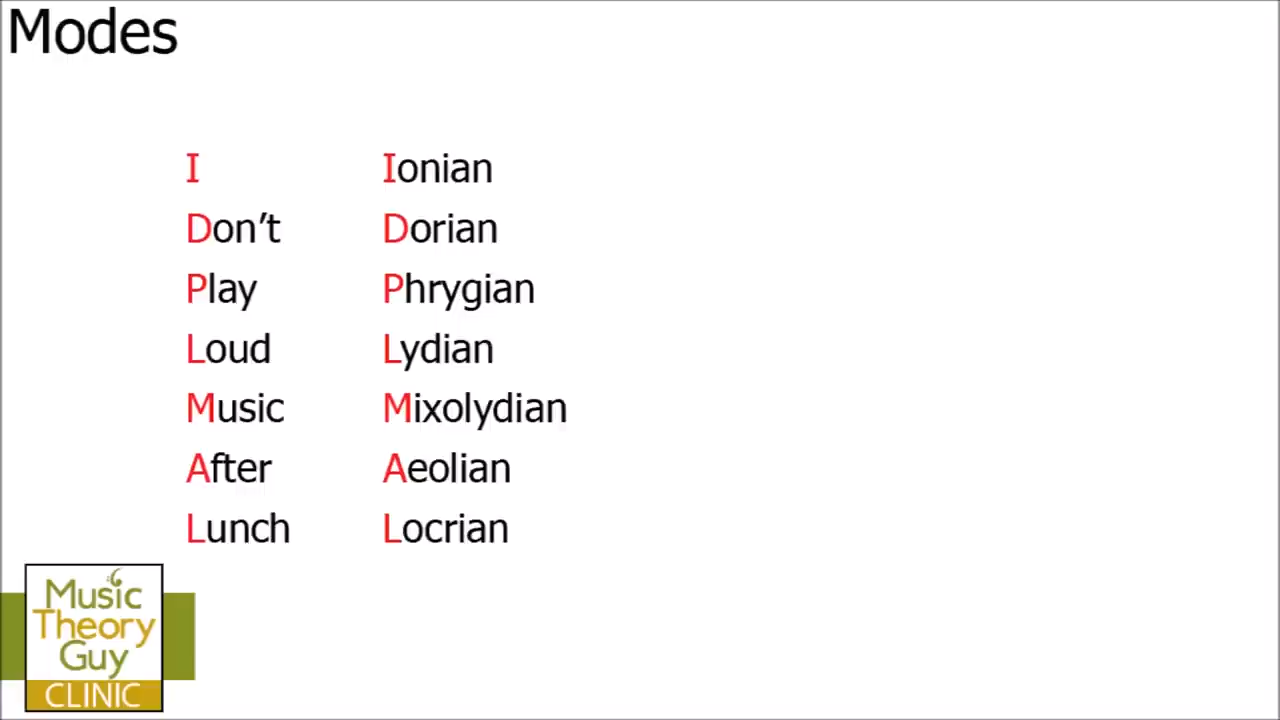 Modes
I Ionian
Don’t Dorian
Play Phrygian
Loud Lydian
Music Mixolydian
After Aeolian
Lunch Locrian
Music
Theory
Guy
CLINIC